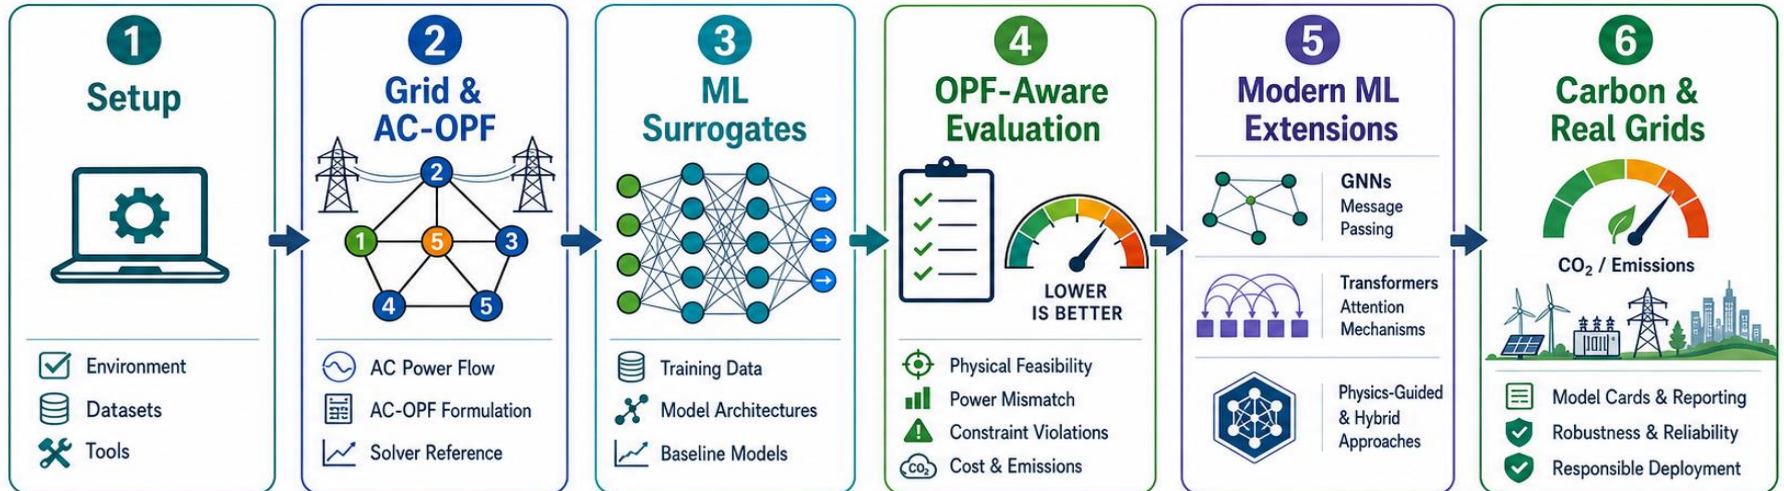 1
Setup
Environment
Datasets
Tools
2
Grid &
AC-OPF
2
1
5
3
4
5
AC Power Flow
AC-OPF Formulation
Solver Reference
3
ML
Surrogates
Training Data
Model Architectures
Baseline Models
4
OPF-Aware
Evaluation
LOWER
IS BETTER
Physical Feasibility
Power Mismatch
Constraint Violations
CO2
Cost & Emissions
5
Modern ML
Extensions
GNNs
Message
Passing
Transformers
Attention
Mechanisms
Physics-Guided
& Hybrid
Approaches
6
Carbon &
Real Grids
CO₂ / Emissions
Model Cards & Reporting
Robustness & Reliability
Responsible Deployment